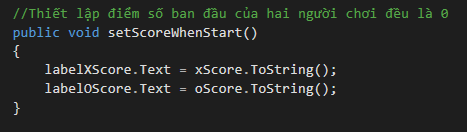 //Thiết lập điểm số ban đầu của hai người chơi đều là 0
public void setScoreWhenStart()
{
    labelXScore.Text = xScore.ToString();
    labelOScore.Text = oScore.ToString();
}